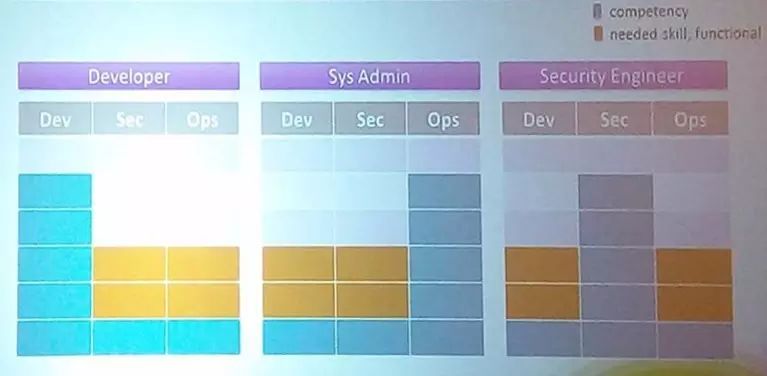 competency
needed skill, functional
Developer
Sys Admin
Security Engineer
Dev Sec Ops
Dev Sec Ops
Dev Sec Ops